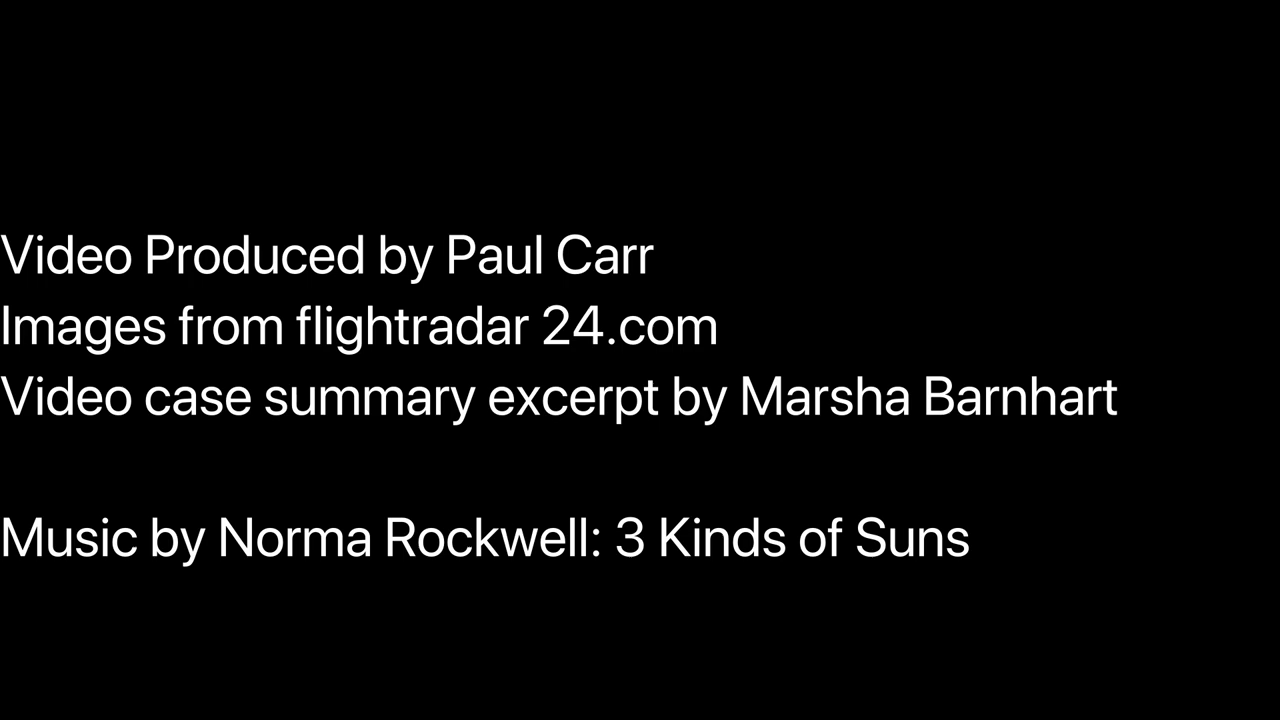 Video Produced by Paul Carr
Images from flightradar 24.com
Video case summary excerpt by Marsha Barnhart
Music by Norma Rockwell: 3 Kinds of Suns